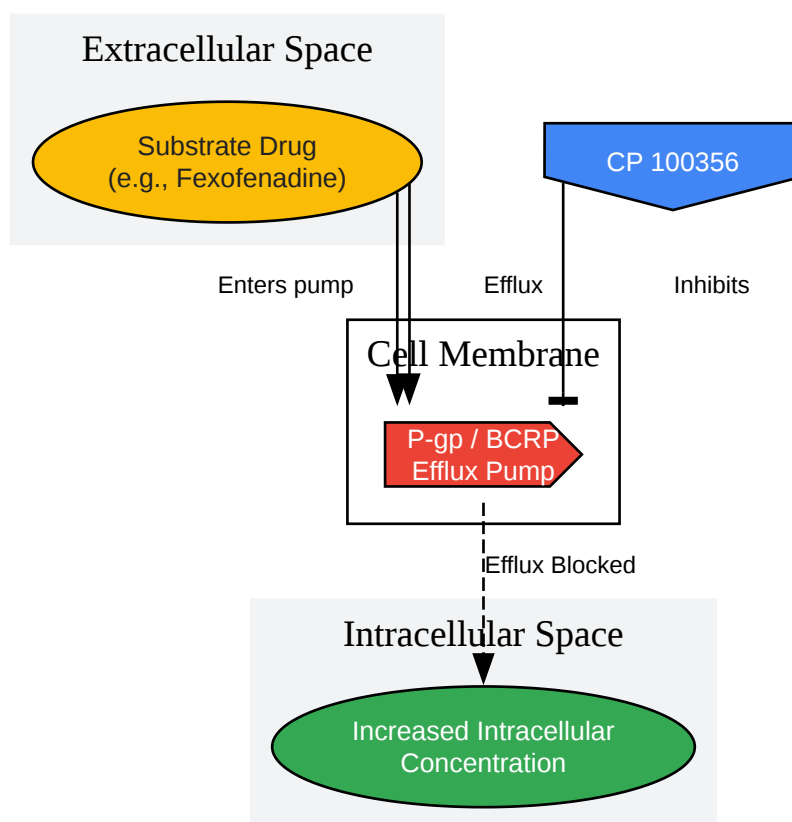 Extracellular Space
Substrate Drug
(e.g., Fexofenadine)
CP 100356
Enters pump
Efflux
Inhibits
Cell Membrane
P-gp / BCRP
Efflux Pump
Efflux Blocked
Intracellular Space
Increased Intracellular
Concentration